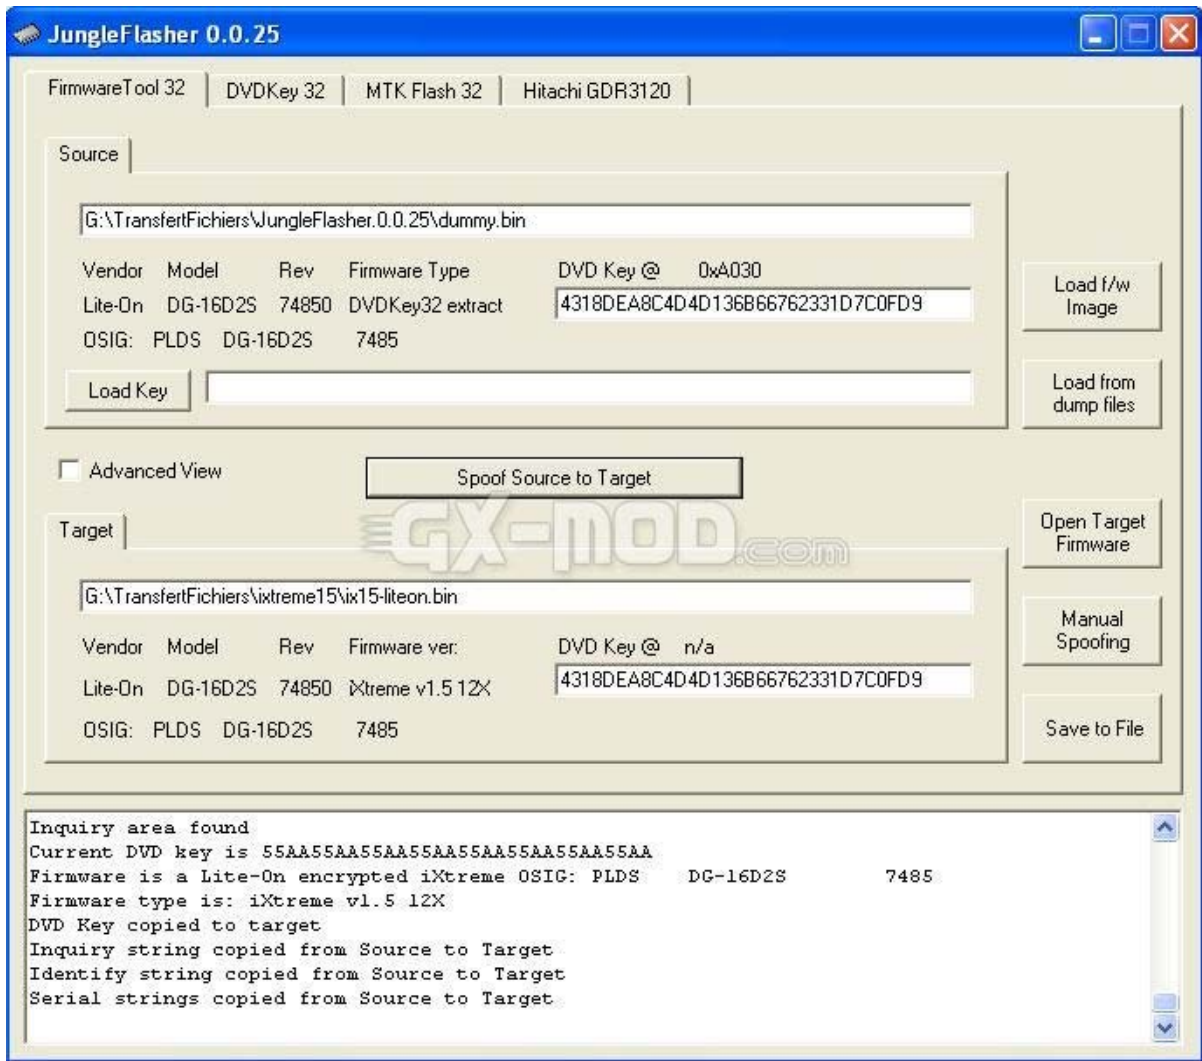 JungleFlasher 0.0.25
FirmwareTool 32 DVDKey 32 MTK Flash 32 Hitachi GDR3120
Source
G:\TransfertFichiers\JungleFlasher.0.0.25\dummy.bin
Vendor Model Rev Firmware Type DVD Key @ 0xA030
Lite-On DG-16D2S 74850 DVDKey32 extract 4318DEA8C4D4D136B66762331D7C0FD9
OSIG: PLDS DG-16D2S 7485
Load Key
Load f/w
Image
Load from
dump files
Advanced View
Spoof Source to Target
GX-MOD.com
Target
G:\TransfertFichiers\ixtreme15\ix15-liteon.bin
Vendor Model Rev Firmware ver: DVD Key @ n/a
Lite-On DG-16D2S 74850 iXtreme v1.5 12X 4318DEA8C4D4D136B66762331D7C0FD9
OSIG: PLDS DG-16D2S 7485
Open Target
Firmware
Manual
Spoofing
Save to File
Inquiry area found
Current DVD key is 55AA55AA55AA55AA55AA55AA55AA55AA
Firmware is a Lite-On encrypted iXtreme OSIG: PLDS DG-16D2S 7485
Firmware type is: iXtreme v1.5 12X
DVD Key copied to target
Inquiry string copied from Source to Target
Identify string copied from Source to Target
Serial strings copied from Source to Target